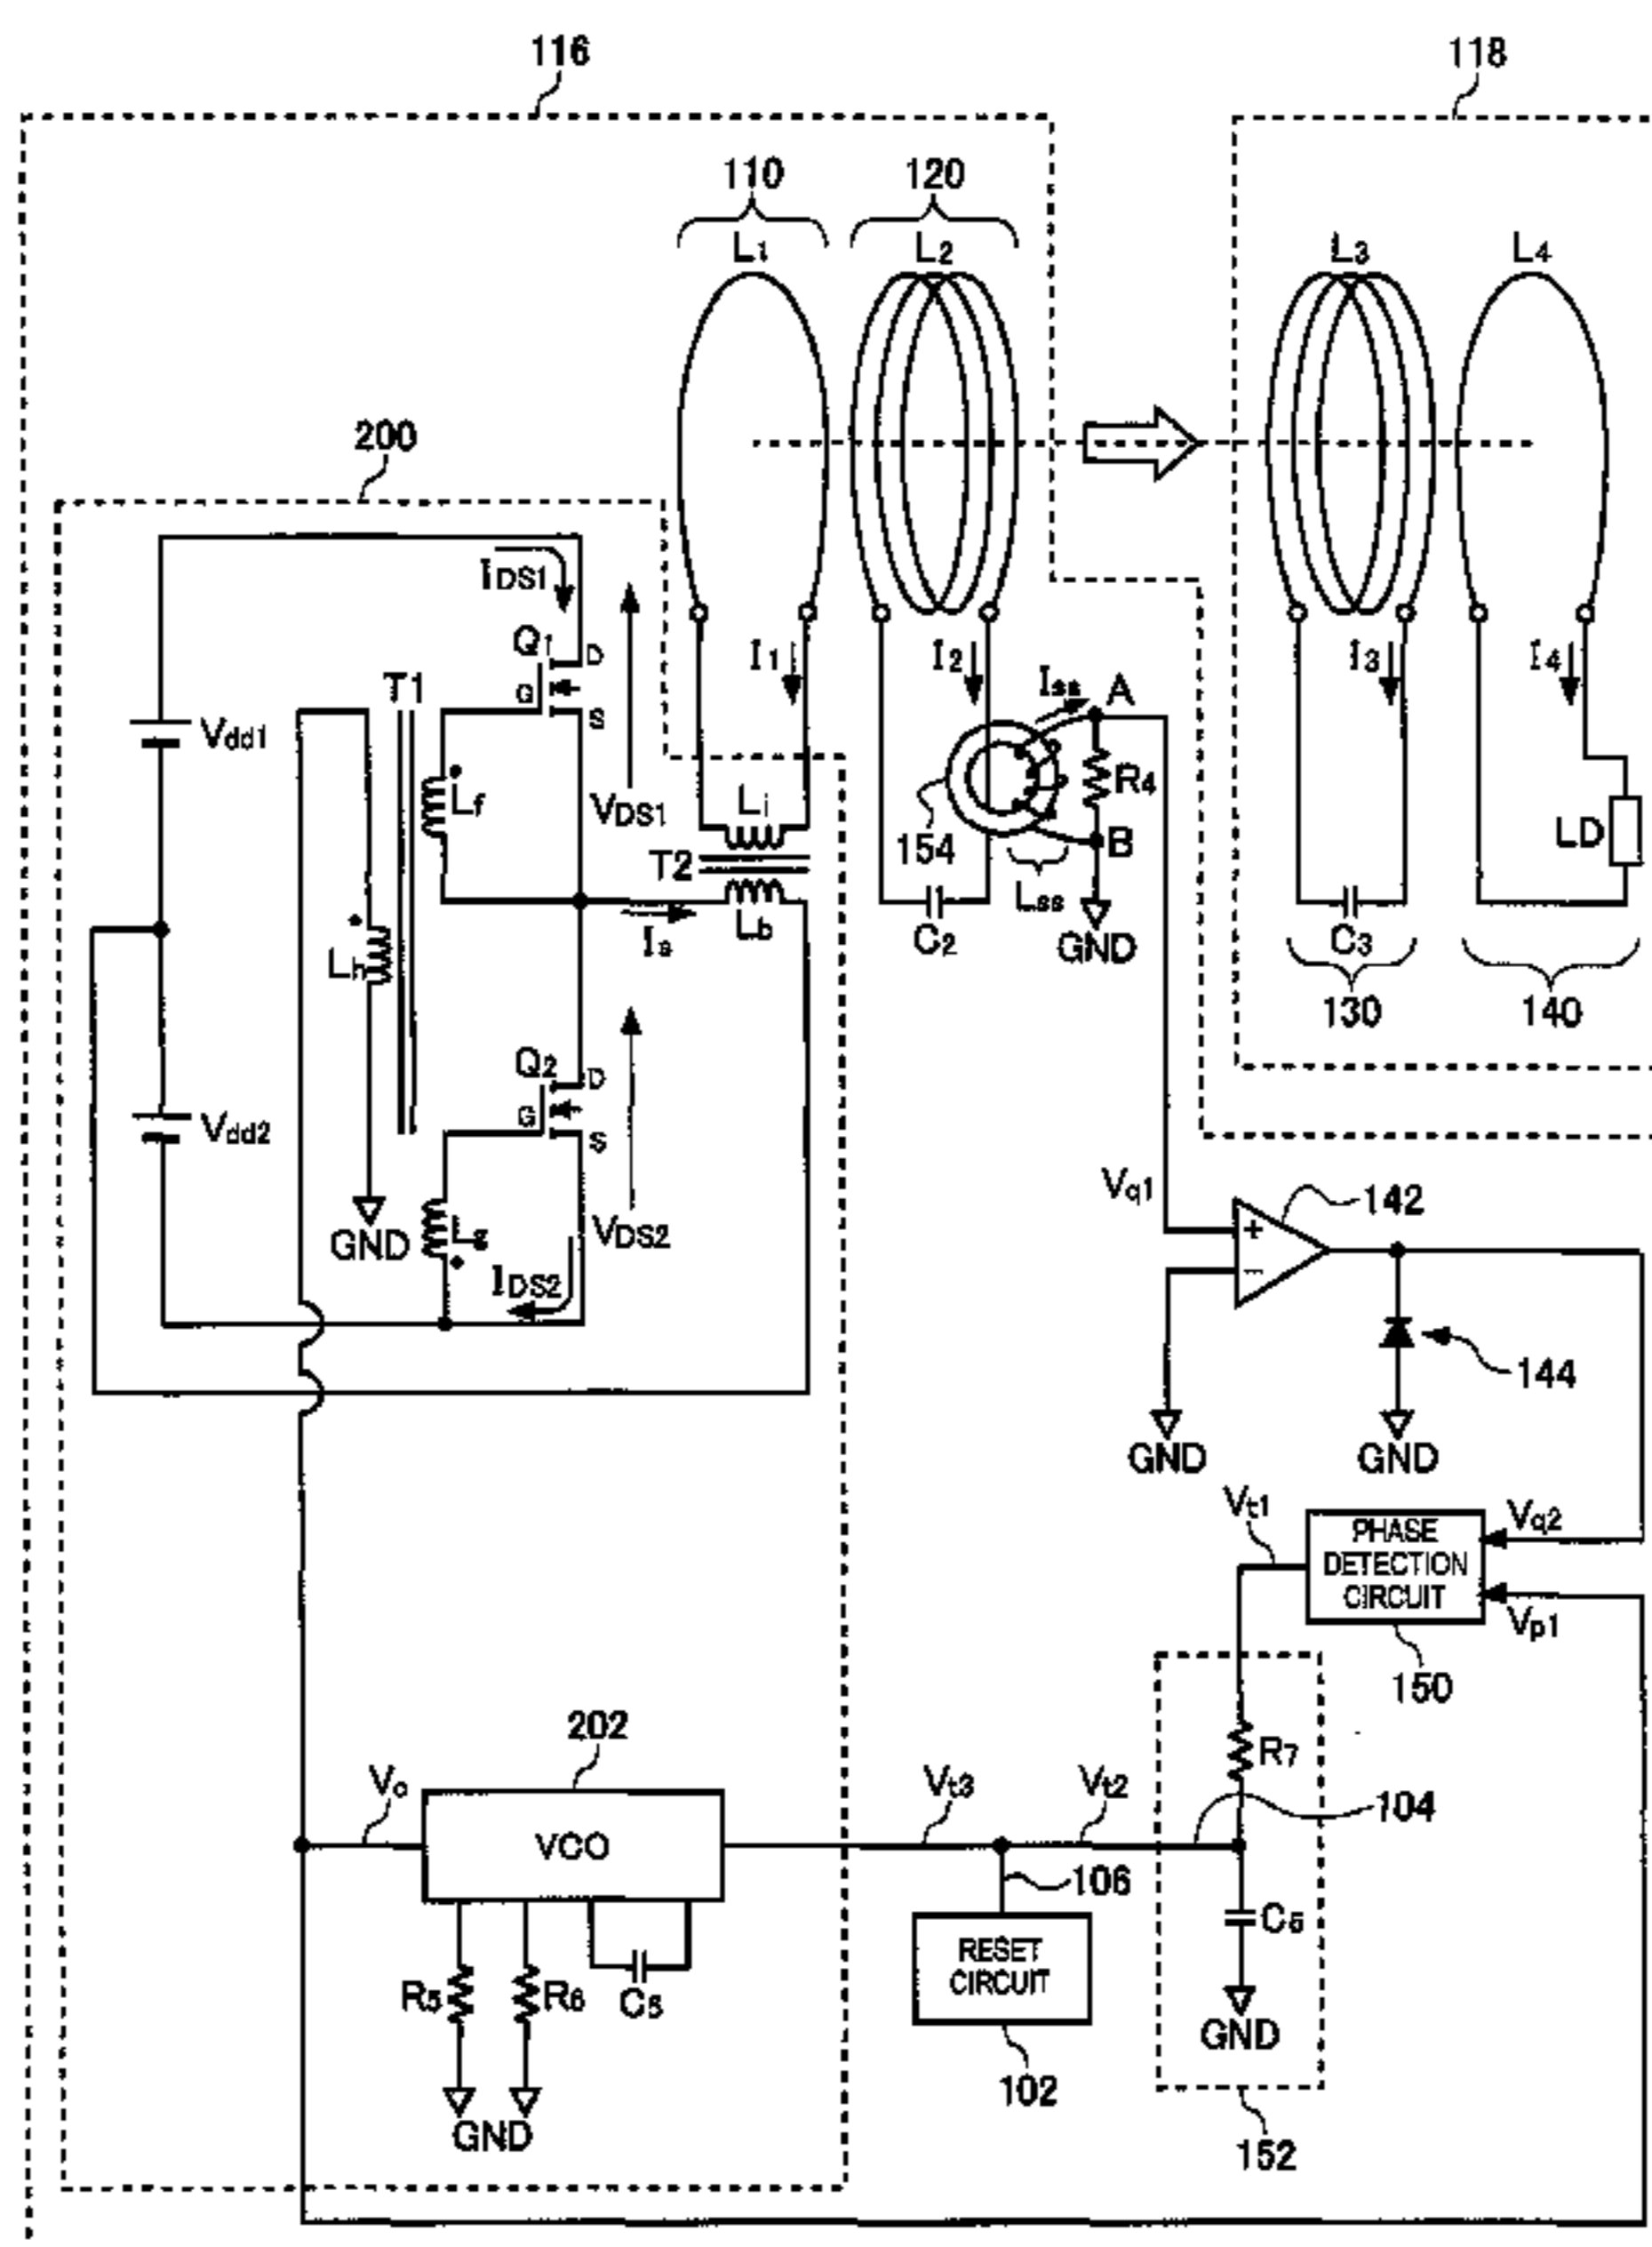 116
118
110
120
L1
L2
L3
L4
200
IDS1
Q1
D
G
S
T1
Vdd1
Lf
VDS1
I1
I2
Iss
A
I3
I4
Li
T2
154
R4
B
LD
Is
Lb
C2
Lss
GND
C3
Lh
130
140
Q2
D
G
S
Vdd2
GND
Lg
VDS2
IDS2
Vq1
142
+
−
144
GND
GND
Vt1
PHASE
DETECTION
CIRCUIT
Vq2
Vp1
150
202
R7
Vo
VCO
Vt3
Vt2
104
106
R5
R6
C6
RESET
CIRCUIT
C5
GND
GND
102
152